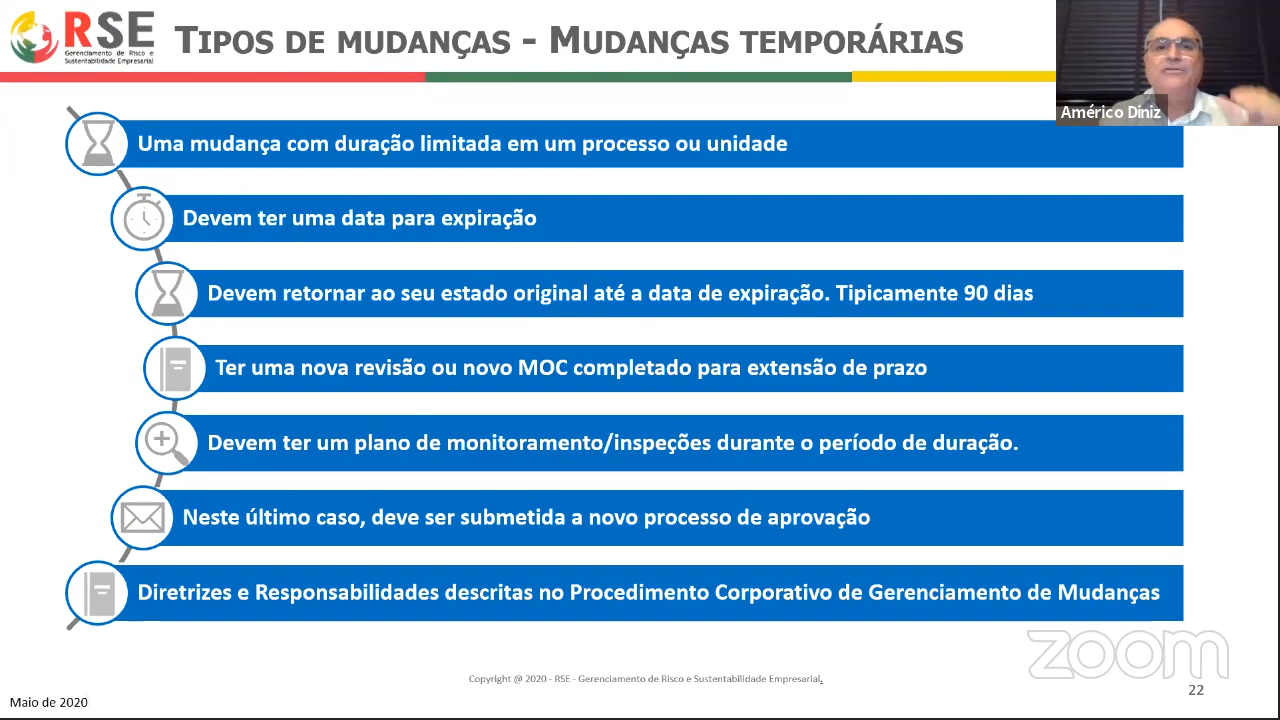 RSE
Gerenciamento de Risco e
Sustentabilidade Empresarial
TIPOS DE MUDANÇAS - MUDANÇAS TEMPORÁRIAS
Américo Diniz
Uma mudança com duração limitada em um processo ou unidade
Devem ter uma data para expiração
Devem retornar ao seu estado original até a data de expiração. Tipicamente 90 dias
Ter uma nova revisão ou novo MOC completado para extensão de prazo
Devem ter um plano de monitoramento/inspeções durante o período de duração.
Neste último caso, deve ser submetida a novo processo de aprovação
Diretrizes e Responsabilidades descritas no Procedimento Corporativo de Gerenciamento de Mudanças
zoom
Copyright @ 2020 - RSE - Gerenciamento de Risco e Sustentabilidade Empresarial.
22
Maio de 2020